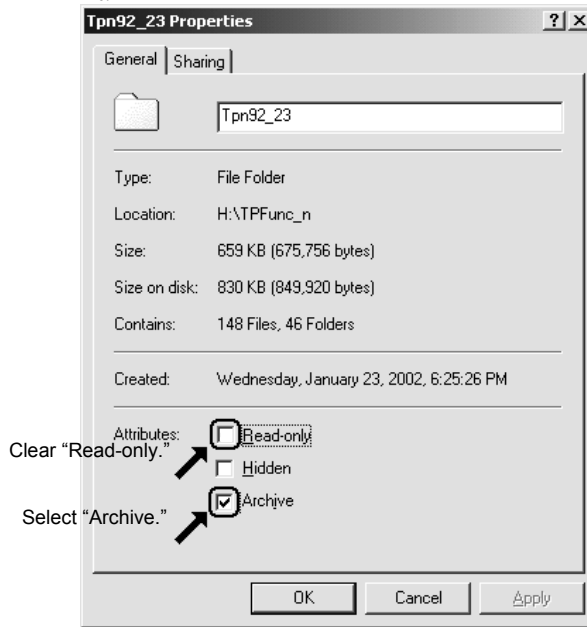 Tpn92_23 Properties
? ×
General Sharing
Tpn92_23
Type: File Folder
Location: H:\TPFunc_n
Size: 659 KB (675,756 bytes)
Size on disk: 830 KB (849,920 bytes)
Contains: 148 Files, 46 Folders
Created: Wednesday, January 23, 2002, 6:25:26 PM
Attributes: Read-only
Clear “Read-only.”
Hidden
Archive
Select “Archive.”
OK Cancel Apply